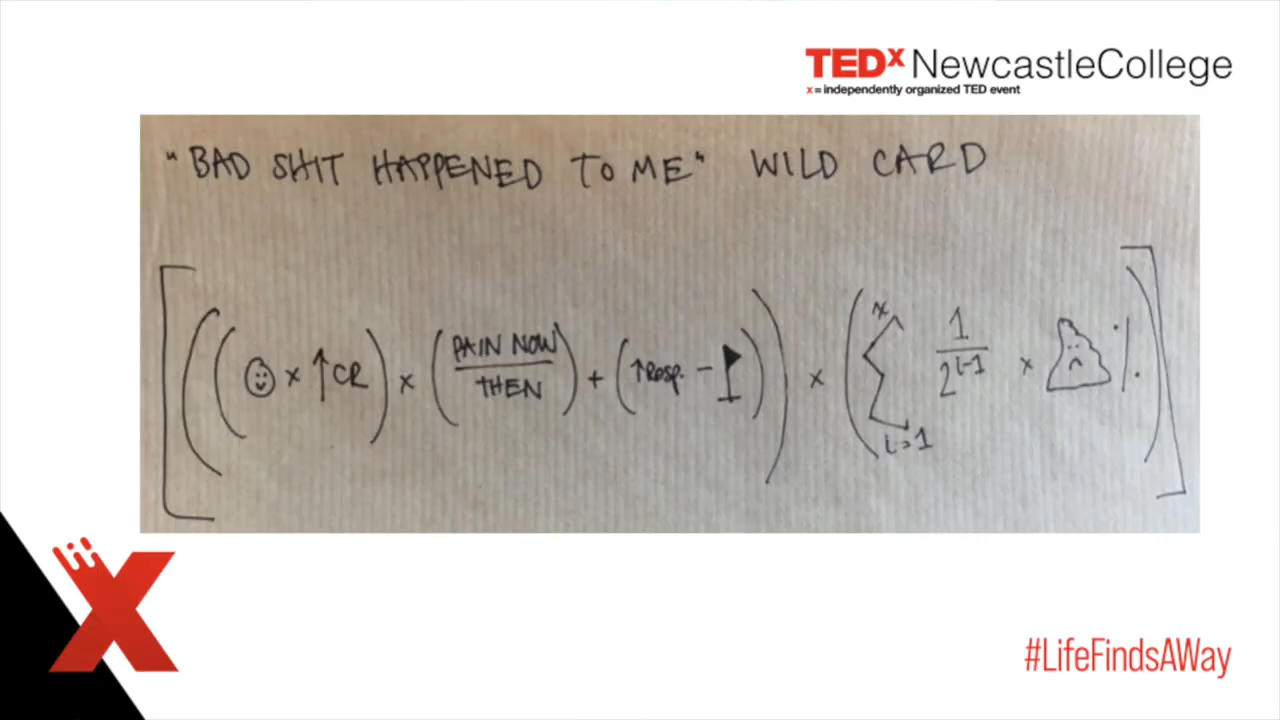 TEDx NewcastleCollege
x = independently organized TED event
"BAD SHIT HAPPENED TO ME" WILD CARD
[((☺ × ↑CR) × (PAIN NOW / THEN) + (↑RESP. - ⚑)) × (∑ x i=1 1 / 2^(i-1) × 💩 %)]
X
#LifeFindsAWay